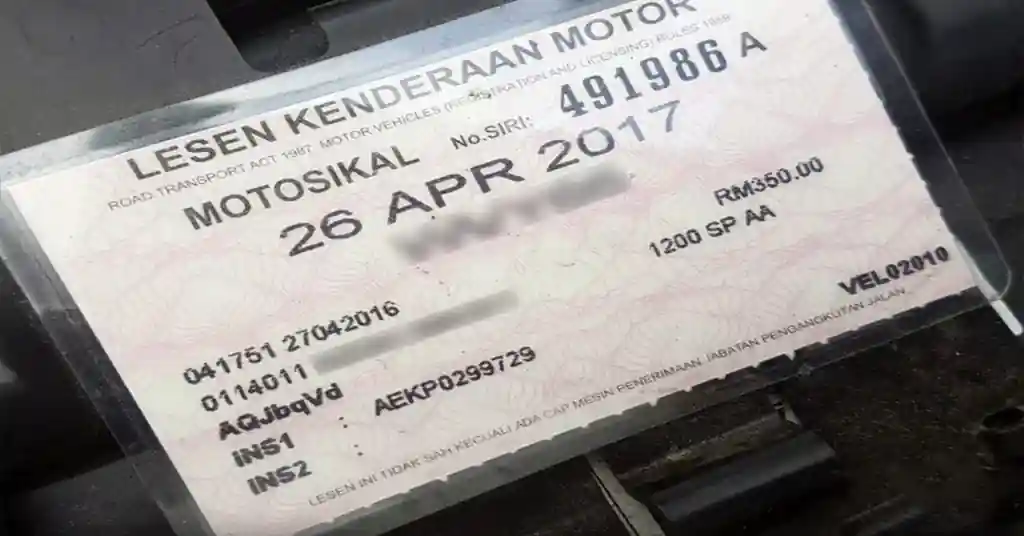 LESEN KENDERAAN MOTOR
ROAD TRANSPORT ACT 1987 MOTOR VEHICLES (REGISTRATION AND LICENSING) RULES 1959
MOTOSIKAL No.SIRI: 491986 A
26 APR 2017
RM350.00
1200 SP AA
041751 27042016
0114011
AQJbqVd
VEL02010
INS1 : AEKP0299729
INS2 :
LESEN INI TIDAK SAH KECUALI ADA CAP MESIN PENERIMAAN JABATAN PENGANGKUTAN JALAN